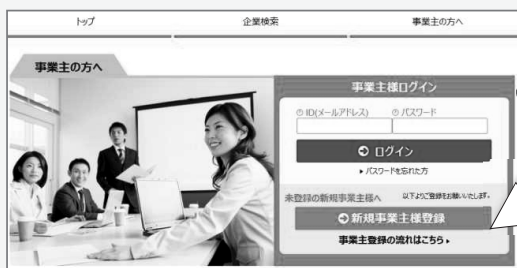 トップ 企業検索 事業主の方へ
事業主の方へ
事業主様ログイン
ID(メールアドレス) パスワード
ログイン
パスワードを忘れた方
未登録の新規事業主様へ 以下よりご登録をお願いいたします。
新規事業主様登録
事業主登録の流れはこちら